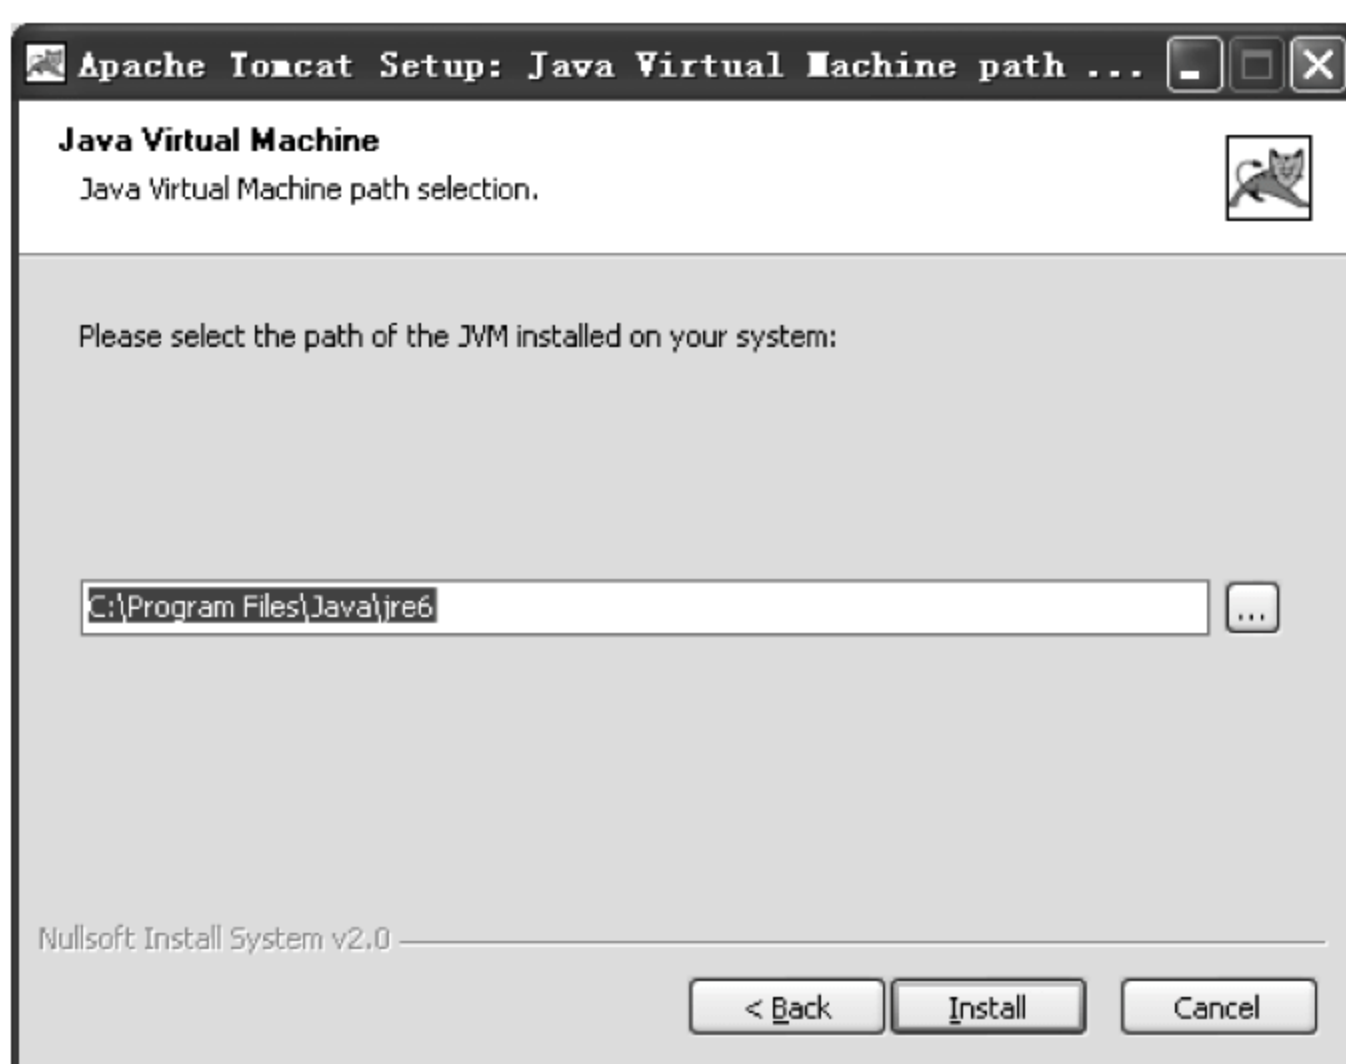 Apache Tomcat Setup: Java Virtual Machine path ...
Java Virtual Machine
Java Virtual Machine path selection.
Please select the path of the JVM installed on your system:
C:\Program Files\Java\jre6
...
Nullsoft Install System v2.0
< Back
Install
Cancel